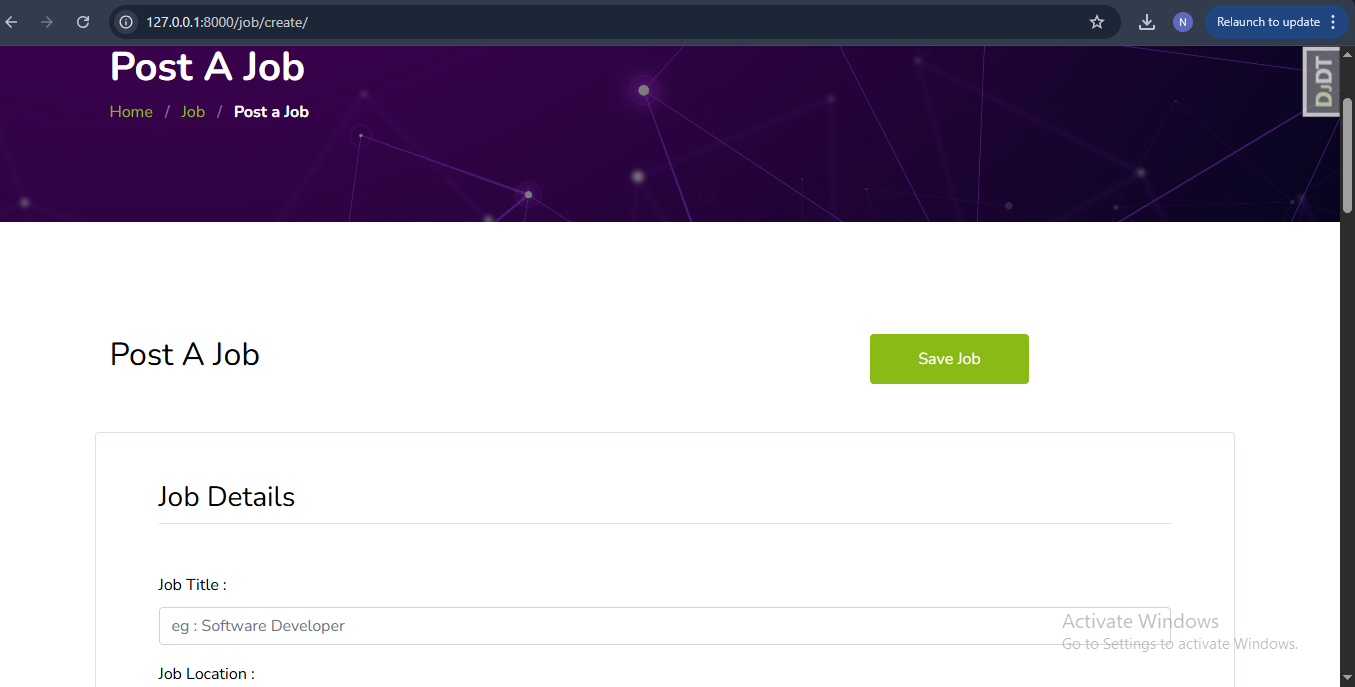 127.0.0.1:8000/job/create/
N
Relaunch to update
Post A Job
Home / Job / Post a Job
DJDT
Post A Job
Save Job
Job Details
Job Title :
eg : Software Developer
Activate Windows
Go to Settings to activate Windows.
Job Location :